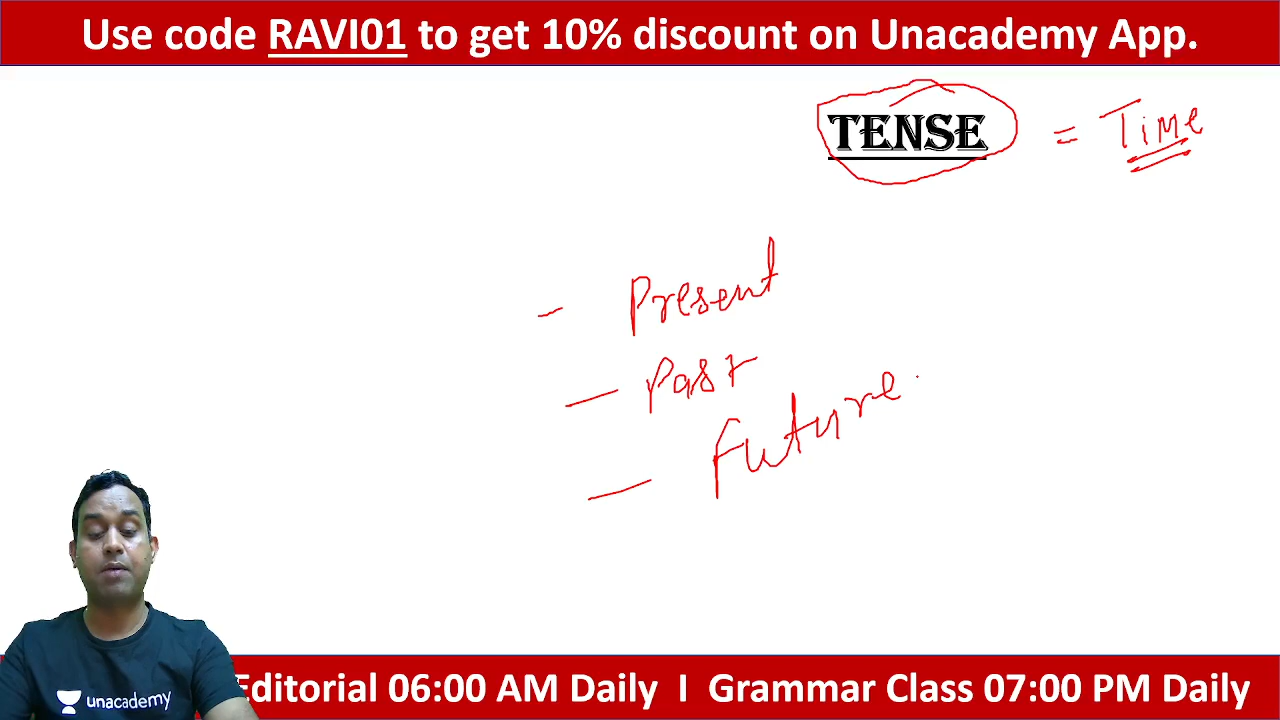 Use code RAVI01 to get 10% discount on Unacademy App.
TENSE = Time
- Present
- Past
- Future
unacademy
Editorial 06:00 AM Daily I Grammar Class 07:00 PM Daily